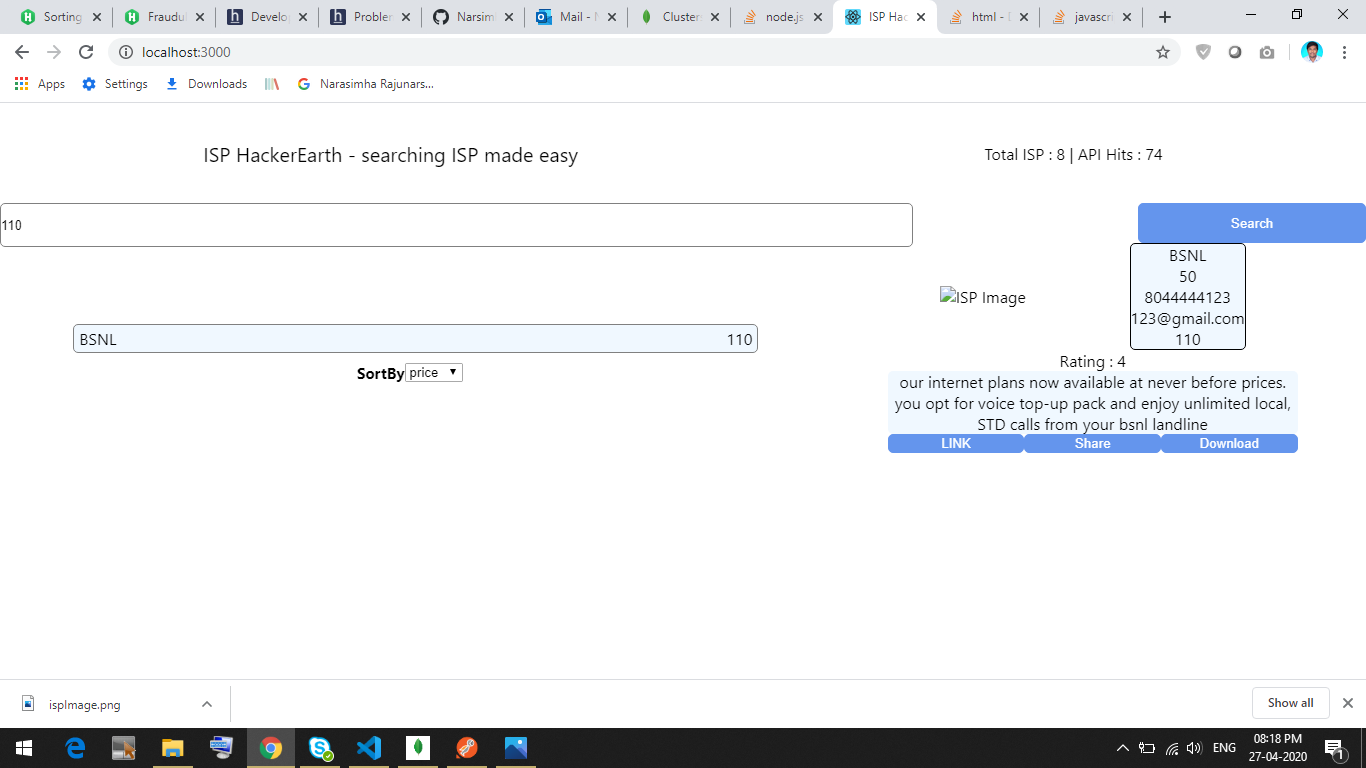 Sorting
Fraudul
Develop
Problem
Narsim
Mail - N
Clusters
node.js
ISP Hac
html -
javascri
localhost:3000
Apps
Settings
Downloads
Narasimha Rajunars...
ISP HackerEarth - searching ISP made easy
Total ISP : 8 | API Hits : 74
110
Search
BSNL
50
8044444123
123@gmail.com
110
ISP Image
BSNL 110
SortBy price
Rating : 4
our internet plans now available at never before prices.
you opt for voice top-up pack and enjoy unlimited local,
STD calls from your bsnl landline
LINK Share Download
ispImage.png
Show all
ENG
08:18 PM
27-04-2020
1